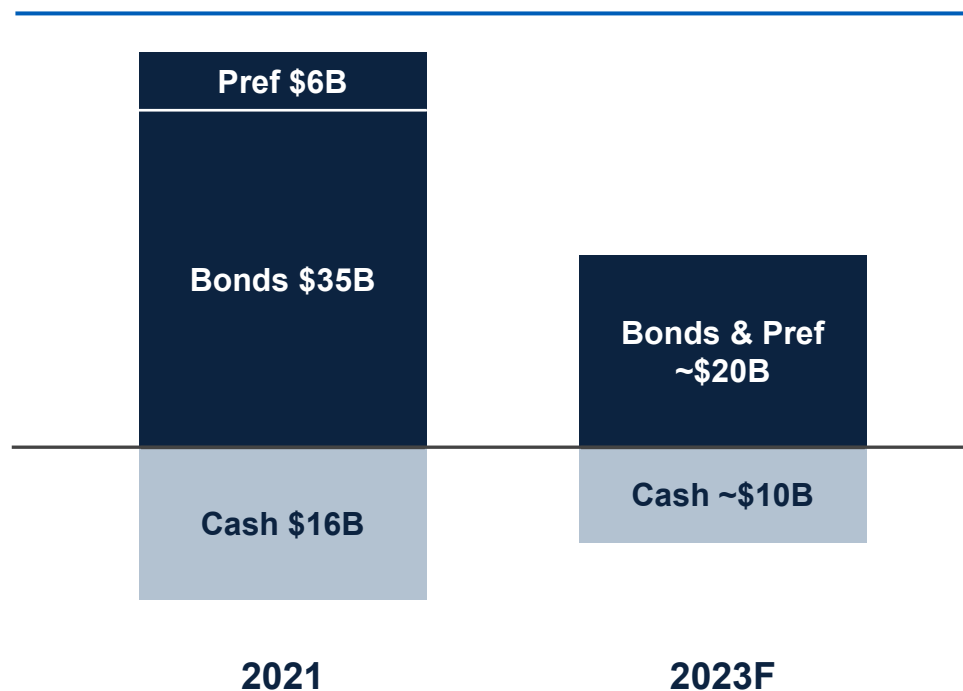 Pref $6B
Bonds $35B
Cash $16B
Bonds & Pref
~$20B
Cash ~$10B
2021
2023F